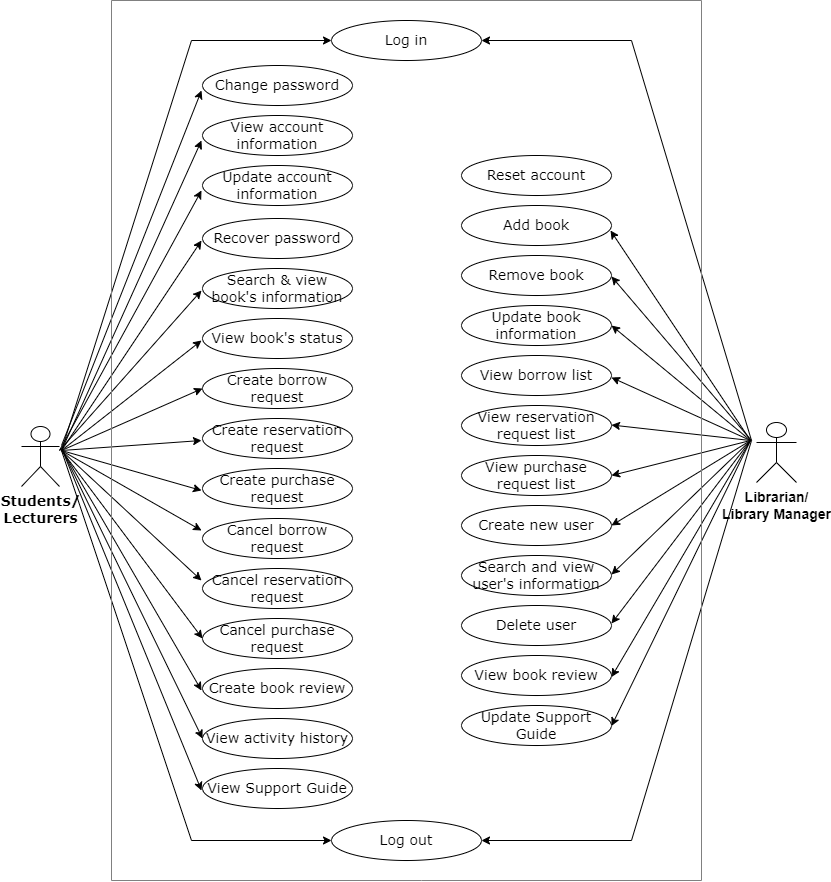 Log in
Change password
View account
information
Update account
information
Recover password
Search & view
book's information
View book's status
Create borrow
request
Create reservation
request
Create purchase
request
Cancel borrow
request
Cancel reservation
request
Cancel purchase
request
Create book review
View activity history
View Support Guide
Log out
Reset account
Add book
Remove book
Update book
information
View borrow list
View reservation
request list
View purchase
request list
Create new user
Search and view
user's information
Delete user
View book review
Update Support
Guide
Students/
Lecturers
Librarian/
Library Manager